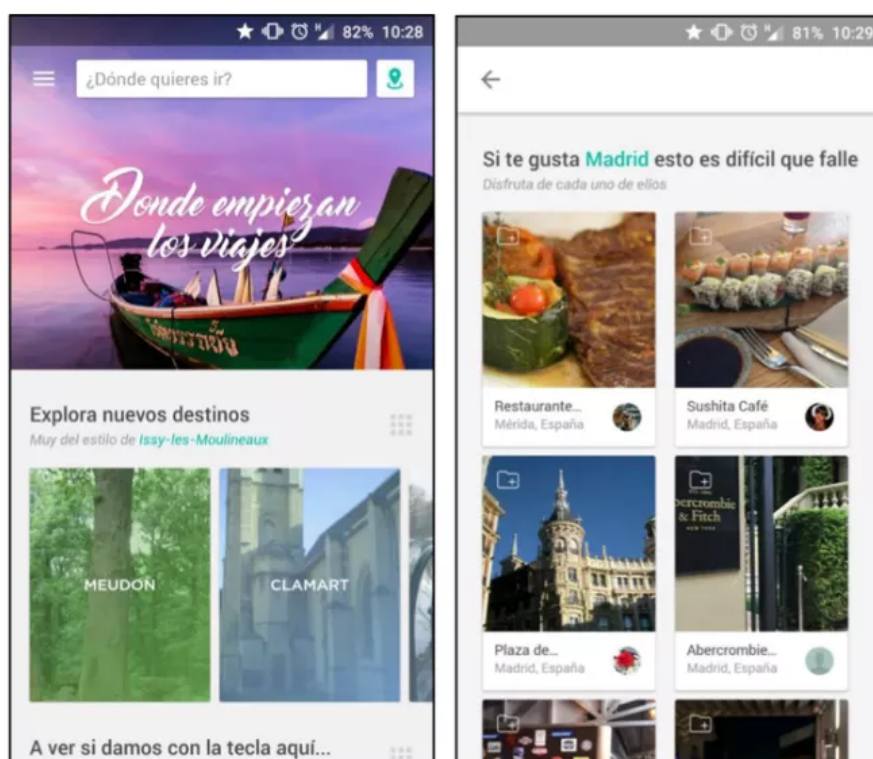 82% 10:28
¿Dónde quieres ir?
Donde empiezan
los viajes
Explora nuevos destinos
Muy del estilo de Issy-les-Moulineaux
MEUDON
CLAMART
A ver si damos con la tecla aquí...
H 81% 10:29
Si te gusta Madrid esto es difícil que falle
Disfruta de cada uno de ellos
Restaurante...
Mérida, España
Sushita Café
Madrid, España
bercrombie
& Fitch
NEW YORK
Plaza de...
Madrid, España
Abercrombie...
Madrid, España